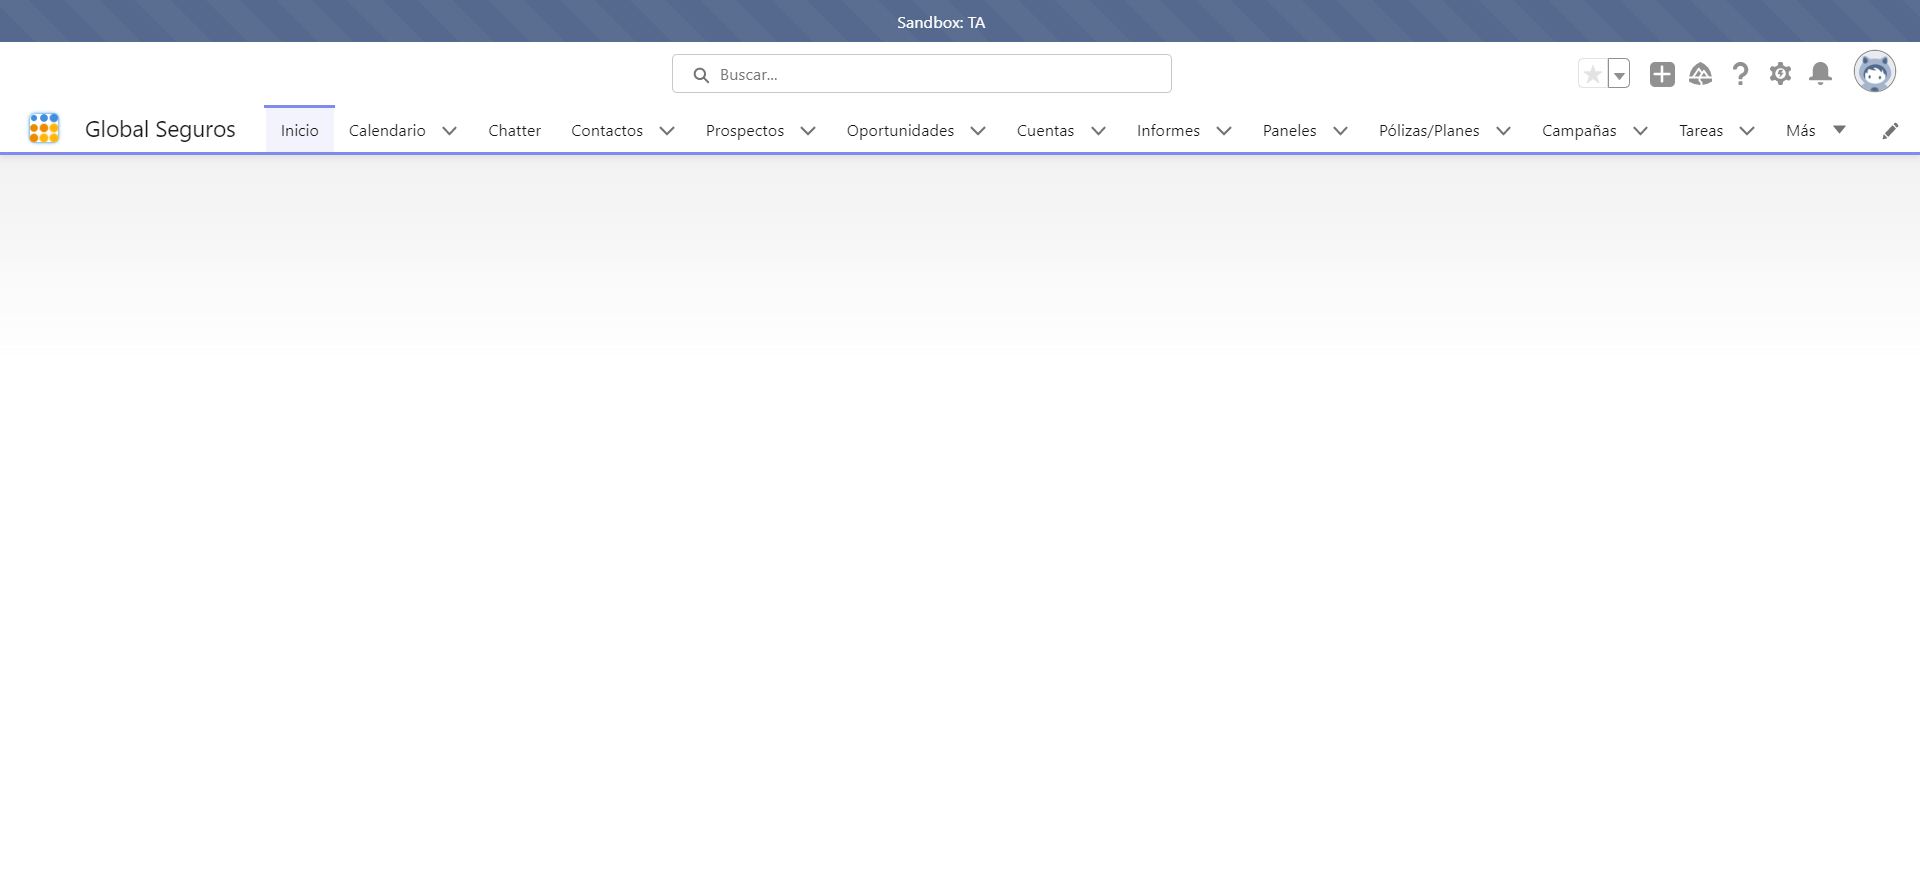 Sandbox: TA
Buscar...
Global Seguros
Inicio
Calendario
Chatter
Contactos
Prospectos
Oportunidades
Cuentas
Informes
Paneles
Pólizas/Planes
Campañas
Tareas
Más